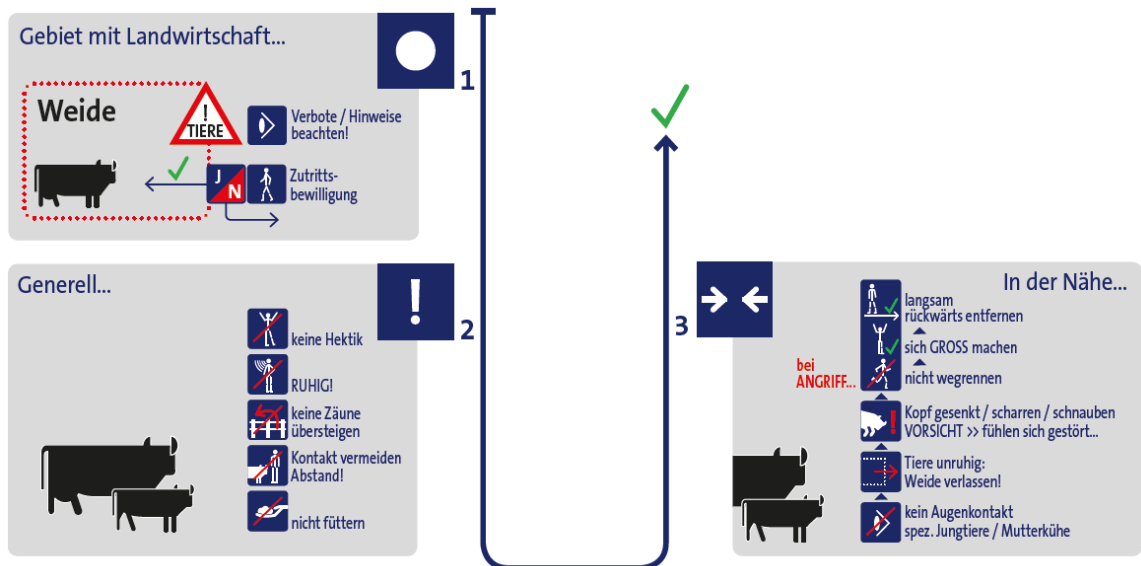 Gebiet mit Landwirtschaft...
1
Weide
!
TIERE
Verbote / Hinweise
beachten!
J
N
Zutritts-
bewilligung
Generell...
!
2
keine Hektik
RUHIG!
keine Zäune
übersteigen
Kontakt vermeiden
Abstand!
nicht füttern
3
In der Nähe...
langsam
rückwärts entfernen
sich GROSS machen
bei
ANGRIFF...
nicht wegrennen
!
Kopf gesenkt / scharren / schnauben
VORSICHT >> fühlen sich gestört...
Tiere unruhig:
Weide verlassen!
kein Augenkontakt
spez. Jungtiere / Mutterkühe